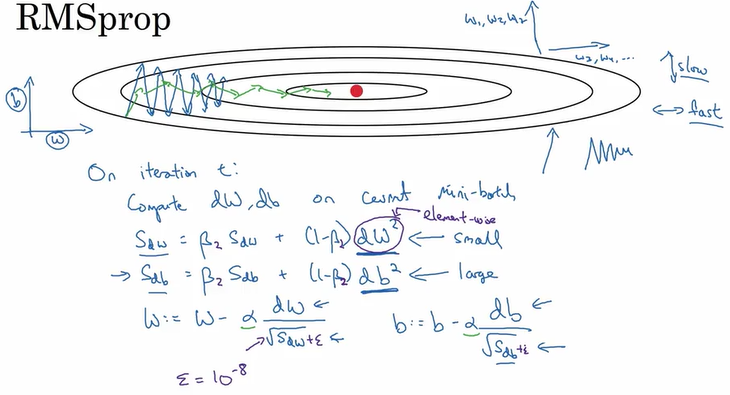 RMSprop
w₁, w₂, w₂
w₃, w₄, ...
↕ slow
↔ fast
b
w
On iteration t:
Compute dW, db on current mini-batch
element-wise
S_dw = β₂ S_dw + (1-β₂) dW² ← small
→ S_db = β₂ S_db + (1-β₂) db² ← large
W := W - α dW / √S_dw + ε ←
b := b - α db / √S_db + ε ←
ε = 10⁻⁸